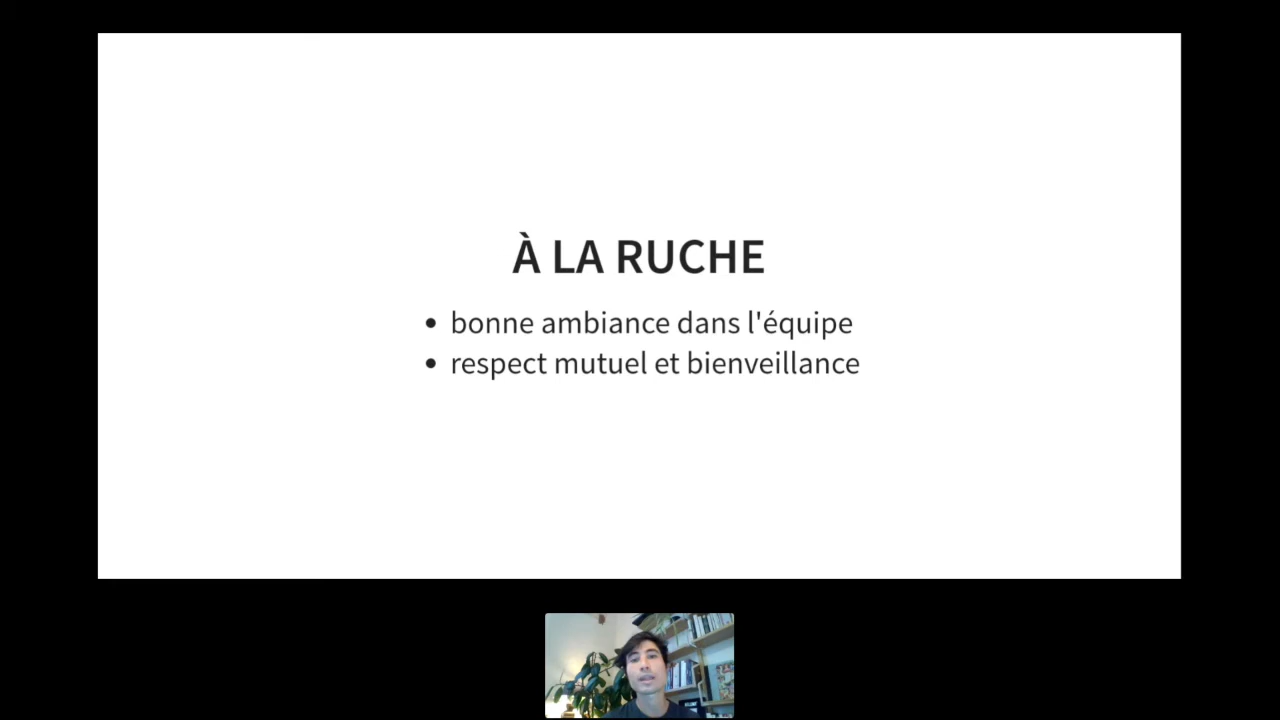 À LA RUCHE
bonne ambiance dans l'équipe
respect mutuel et bienveillance